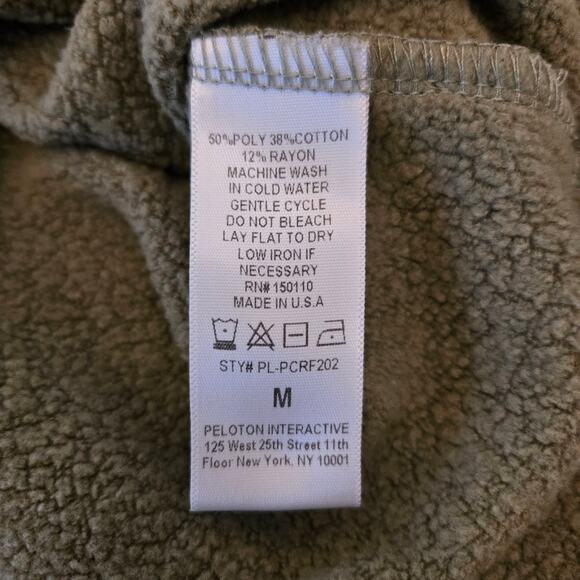 50%POLY 38%COTTON
12% RAYON
MACHINE WASH
IN COLD WATER
GENTLE CYCLE
DO NOT BLEACH
LAY FLAT TO DRY
LOW IRON IF
NECESSARY
RN# 150110
MADE IN U.S.A
STY# PL-PCRF202
M
PELOTON INTERACTIVE
125 West 25th Street 11th
Floor New York, NY 10001